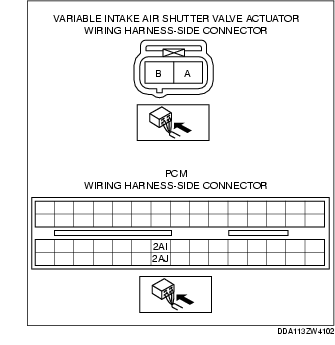 VARIABLE INTAKE AIR SHUTTER VALVE ACTUATOR
WIRING HARNESS-SIDE CONNECTOR
B A
PCM
WIRING HARNESS-SIDE CONNECTOR
2AI
2AJ
DDA113ZW4102